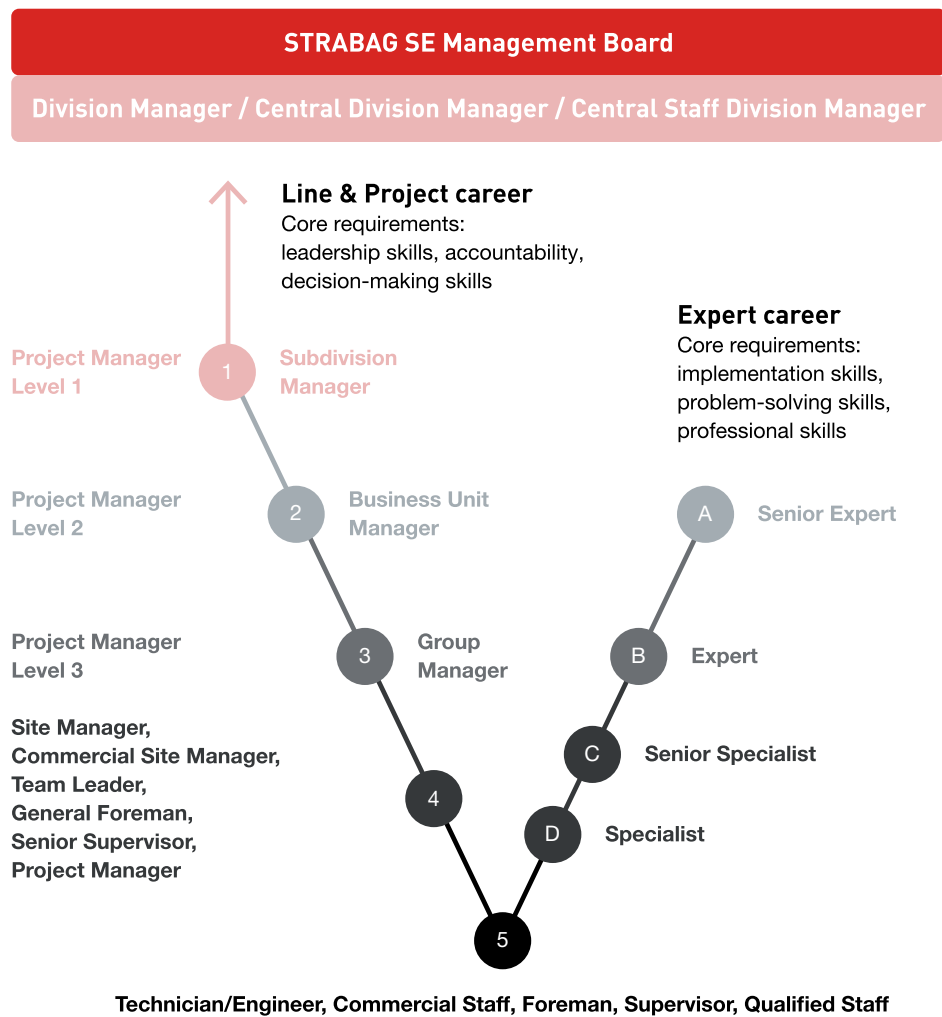 STRABAG SE Management Board
Division Manager / Central Division Manager / Central Staff Division Manager
Line & Project career
Core requirements:
leadership skills, accountability,
decision-making skills
Expert career
Core requirements:
implementation skills,
problem-solving skills,
professional skills
Project Manager
Level 1
1
Subdivision
Manager
Project Manager
Level 2
2
Business Unit
Manager
A
Senior Expert
Project Manager
Level 3
3
Group
Manager
B
Expert
Site Manager,
Commercial Site Manager,
Team Leader,
General Foreman,
Senior Supervisor,
Project Manager
4
C
Senior Specialist
D
Specialist
5
Technician/Engineer, Commercial Staff, Foreman, Supervisor, Qualified Staff